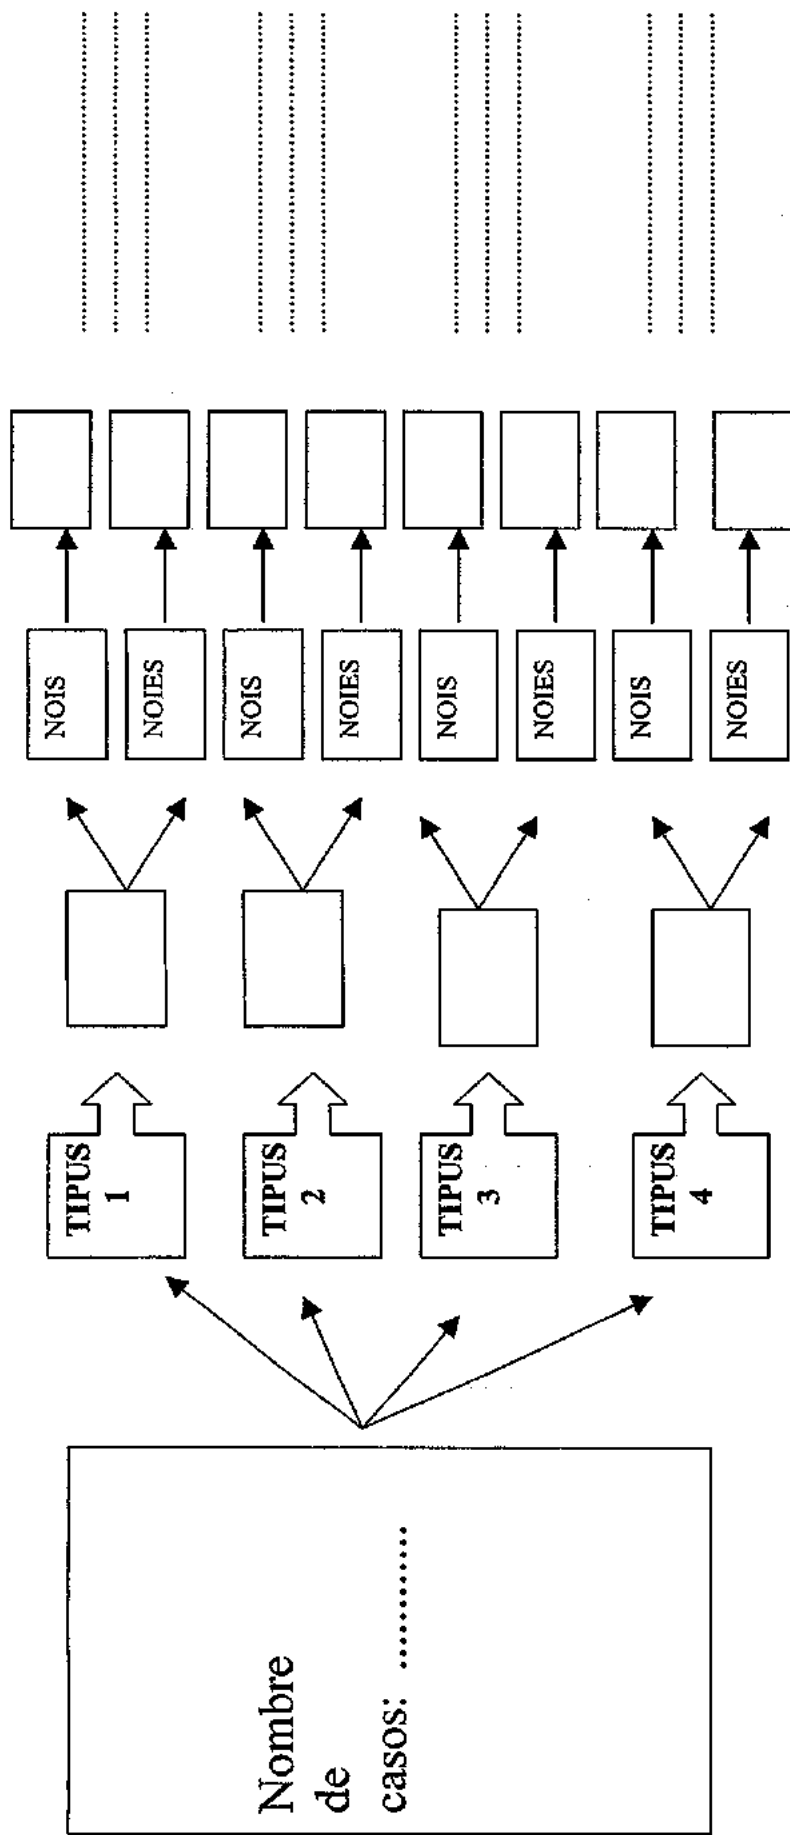 Nombre
de
casos: ............
TIPUS
1
TIPUS
2
TIPUS
3
TIPUS
4
NOIS
NOIES
NOIS
NOIES
NOIS
NOIES
NOIS
NOIES